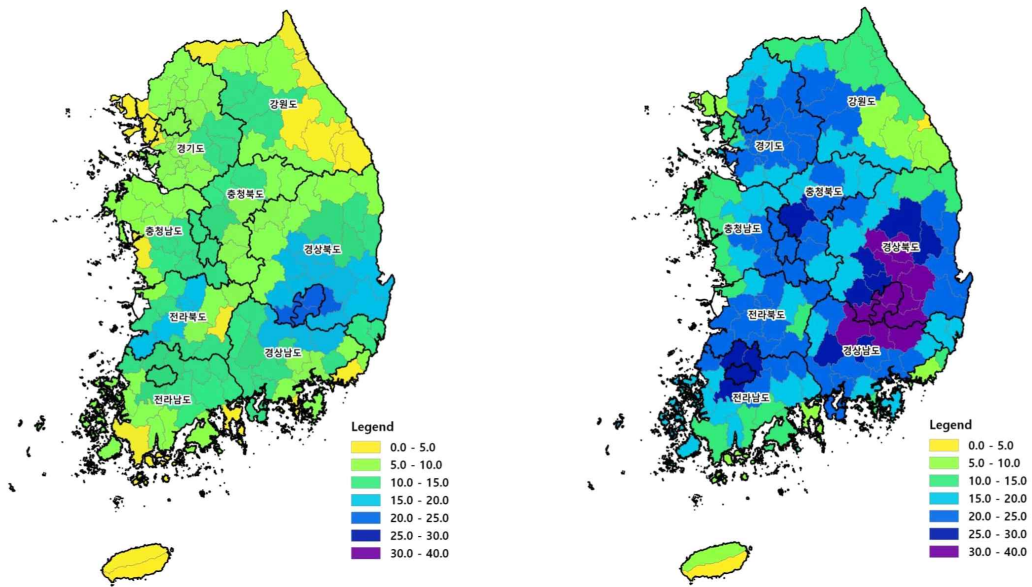 강원도
경기도
충청북도
충청남도
경상북도
전라북도
경상남도
전라남도
Legend
0.0 - 5.0
5.0 - 10.0
10.0 - 15.0
15.0 - 20.0
20.0 - 25.0
25.0 - 30.0
30.0 - 40.0
강원도
경기도
충청북도
충청남도
경상북도
전라북도
경상남도
전라남도
Legend
0.0 - 5.0
5.0 - 10.0
10.0 - 15.0
15.0 - 20.0
20.0 - 25.0
25.0 - 30.0
30.0 - 40.0